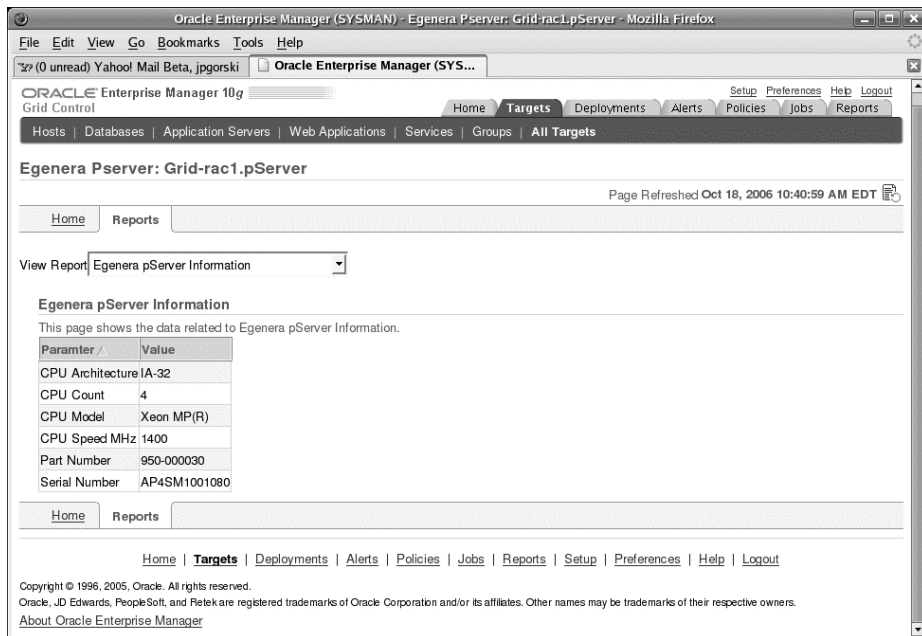 Oracle Enterprise Manager (SYSMAN) - Egenera Pserver: Grid-rac1.pServer - Mozilla Firefox
File Edit View Go Bookmarks Tools Help
(0 unread) Yahoo! Mail Beta, jpgorski Oracle Enterprise Manager (SYS...
ORACLE Enterprise Manager 10g
Setup Preferences Help Logout
Grid Control
Home Targets Deployments Alerts Policies Jobs Reports
Hosts | Databases | Application Servers | Web Applications | Services | Groups | All Targets
Egenera Pserver: Grid-rac1.pServer
Page Refreshed Oct 18, 2006 10:40:59 AM EDT
Home Reports
View Report Egenera pServer Information
Egenera pServer Information
This page shows the data related to Egenera pServer Information.
Paramter Value
CPU Architecture IA-32
CPU Count 4
CPU Model Xeon MP(R)
CPU Speed MHz 1400
Part Number 950-000030
Serial Number AP4SM1001080
Home Reports
Home | Targets | Deployments | Alerts | Policies | Jobs | Reports | Setup | Preferences | Help | Logout
Copyright © 1996, 2005, Oracle. All rights reserved.
Oracle, JD Edwards, PeopleSoft, and Retek are registered trademarks of Oracle Corporation and/or its affiliates. Other names may be trademarks of their respective owners.
About Oracle Enterprise Manager